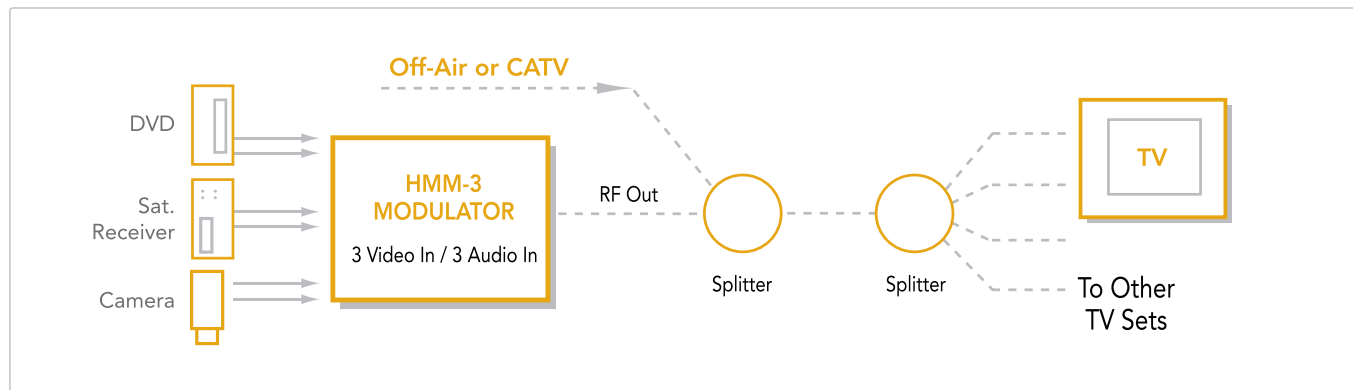 Off-Air or CATV
DVD
Sat.
Receiver
Camera
HMM-3
MODULATOR
3 Video In / 3 Audio In
RF Out
Splitter
Splitter
TV
To Other
TV Sets